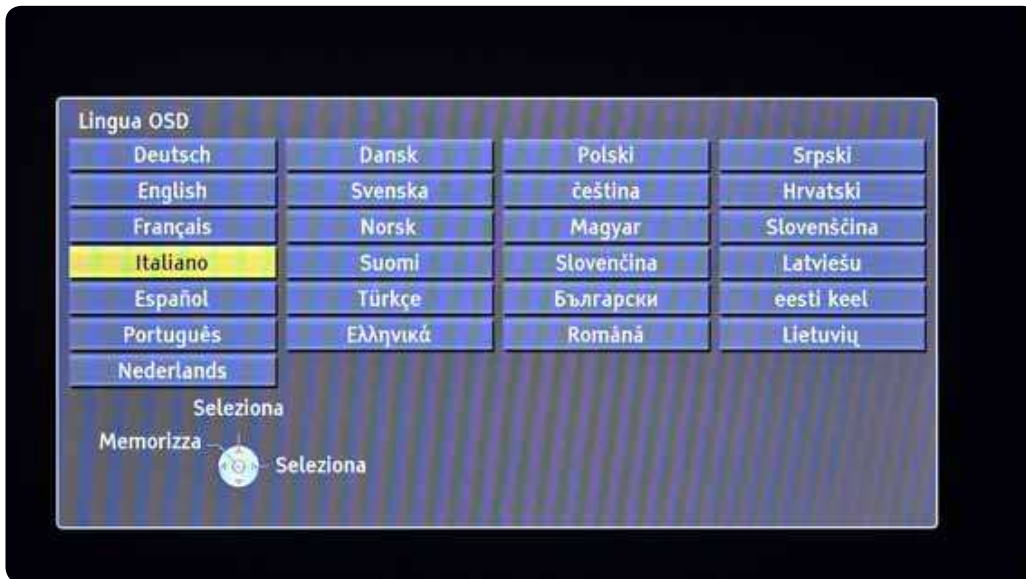 Lingua OSD
Deutsch Dansk Polski Srpski
English Svenska čeština Hrvatski
Français Norsk Magyar Slovenščina
Italiano Suomi Slovenčina Latviešu
Español Türkçe Български eesti keel
Português Ελληνικά Română Lietuvių
Nederlands
Seleziona
Memorizza
Seleziona